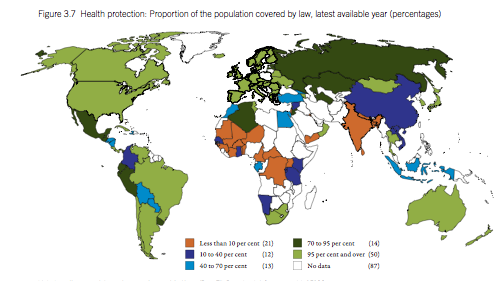 Figure 3.7 Health protection: Proportion of the population covered by law, latest available year (percentages)
Less than 10 per cent (21)
10 to 40 per cent (12)
40 to 70 per cent (13)
70 to 95 per cent (14)
95 per cent and over (50)
No data (87)